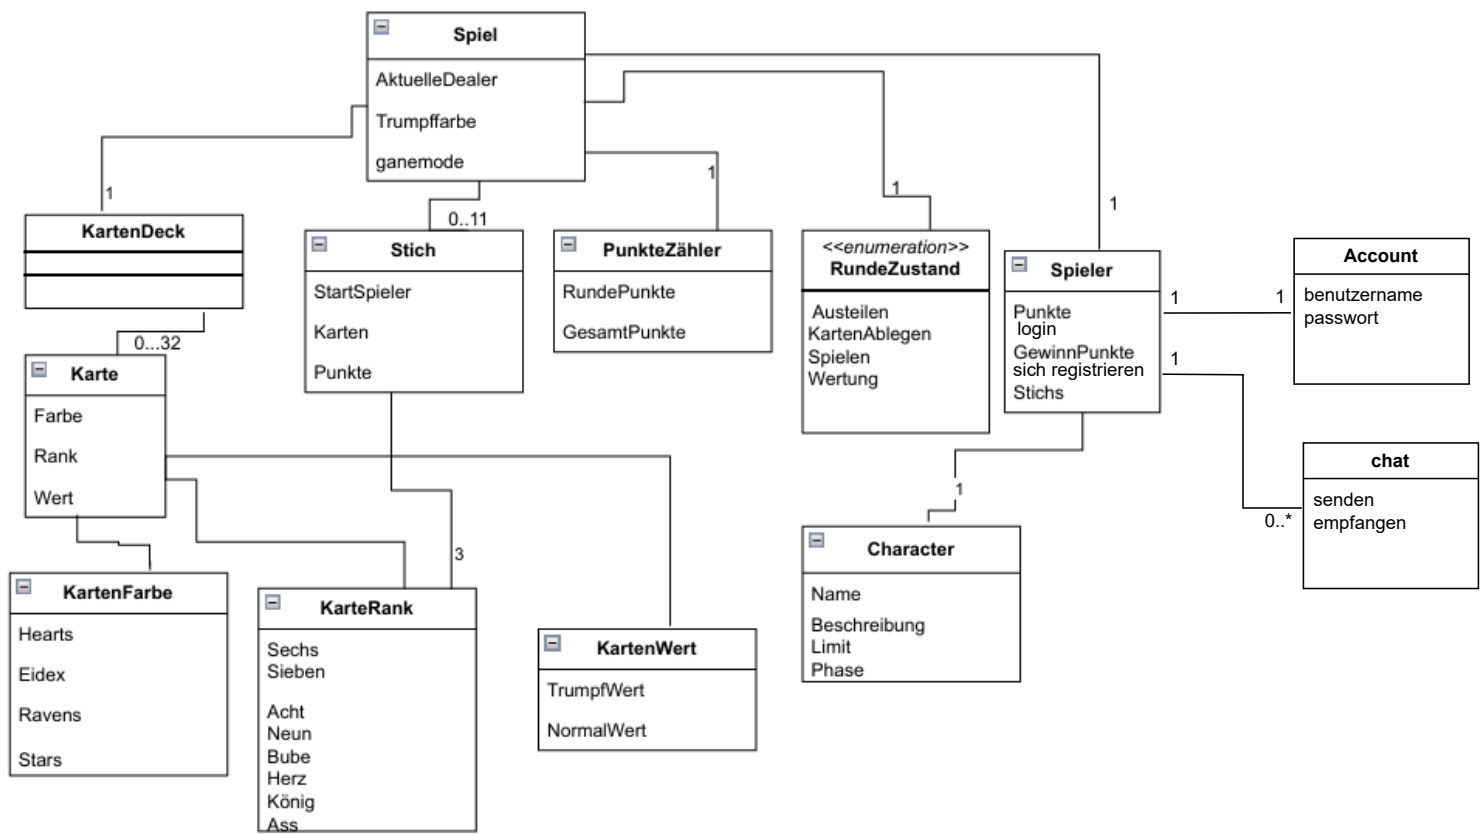 Spiel
AktuelleDealer
Trumpffarbe
ganemode
1
1
1
1
0..11
KartenDeck
Stich
StartSpieler
Karten
Punkte
PunkteZähler
RundePunkte
GesamtPunkte
<<enumeration>>
RundeZustand
Austeilen
KartenAblegen
Spielen
Wertung
Spieler
Punkte
login
GewinnPunkte
sich registrieren
Stichs
1
1
Account
benutzername
passwort
1
0..*
chat
senden
empfangen
0...32
Karte
Farbe
Rank
Wert
1
3
Character
Name
Beschreibung
Limit
Phase
KartenFarbe
Hearts
Eidex
Ravens
Stars
KarteRank
Sechs
Sieben
Acht
Neun
Bube
Herz
König
Ass
KartenWert
TrumpfWert
NormalWert